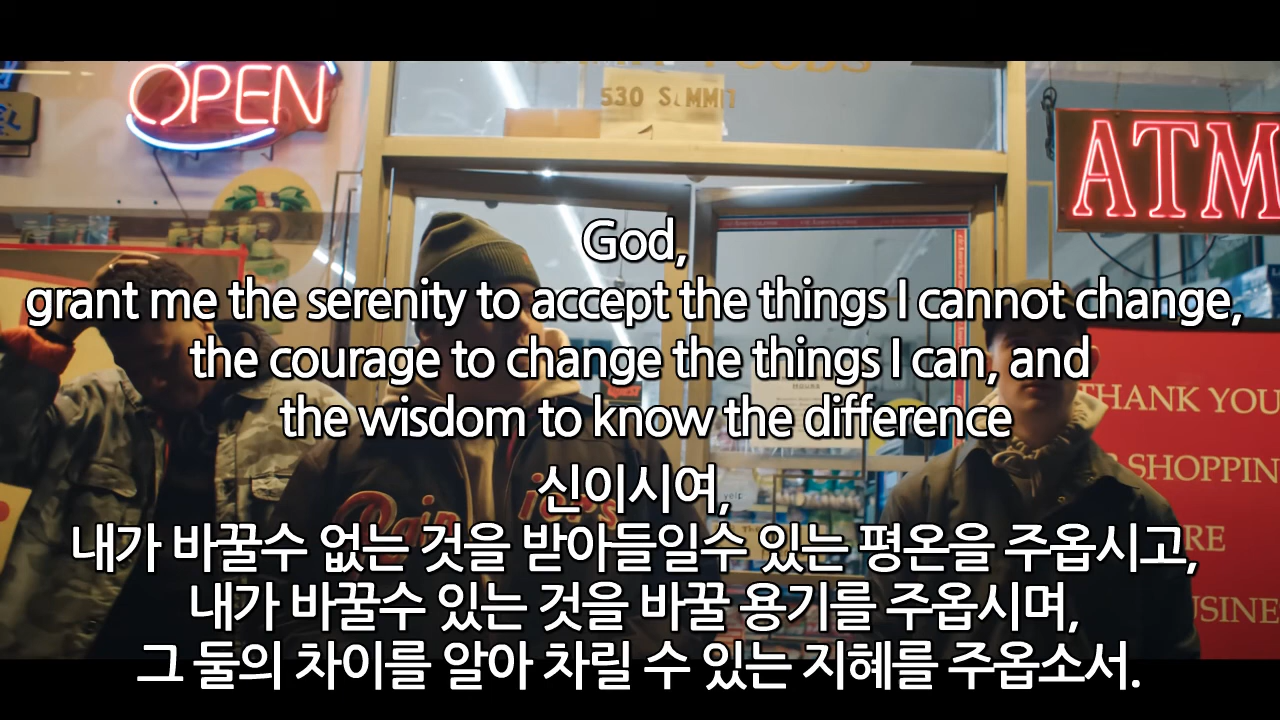 OPEN
530 SUMMIT
ATM
God,
grant me the serenity to accept the things I cannot change,
the courage to change the things I can, and
the wisdom to know the difference
신이시여,
내가 바꿀수 없는 것을 받아들일수 있는 평온을 주옵시고,
내가 바꿀수 있는 것을 바꿀 용기를 주옵시며,
그 둘의 차이를 알아 차릴 수 있는 지혜를 주옵소서.
THANK YOU
SHOPPIN
HOURS
yelp